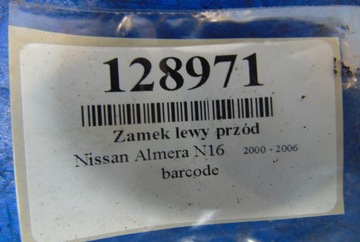 128971
Zamek lewy przód
Nissan Almera N16 2000 - 2006
barcode